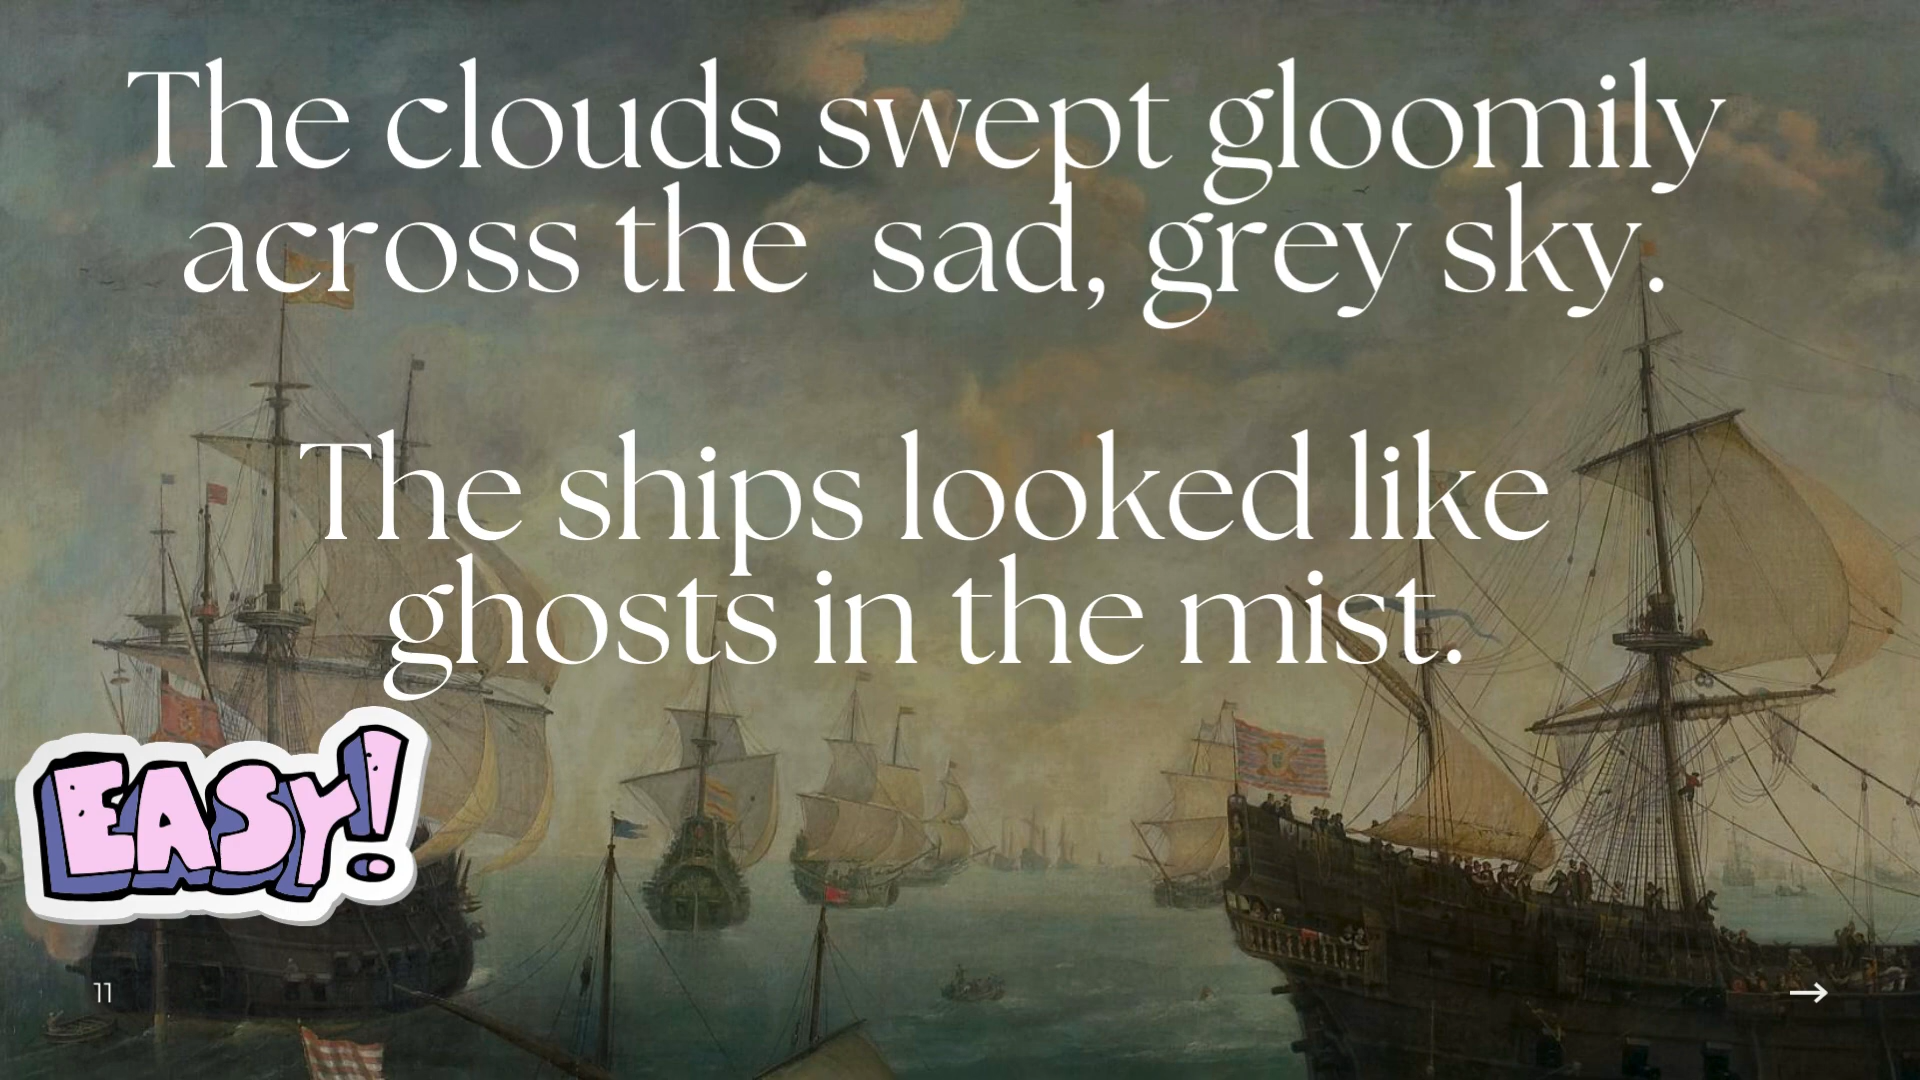 The clouds swept gloomily
across the  sad, grey sky.
The ships looked like
ghosts in the mist.
EASY!
11